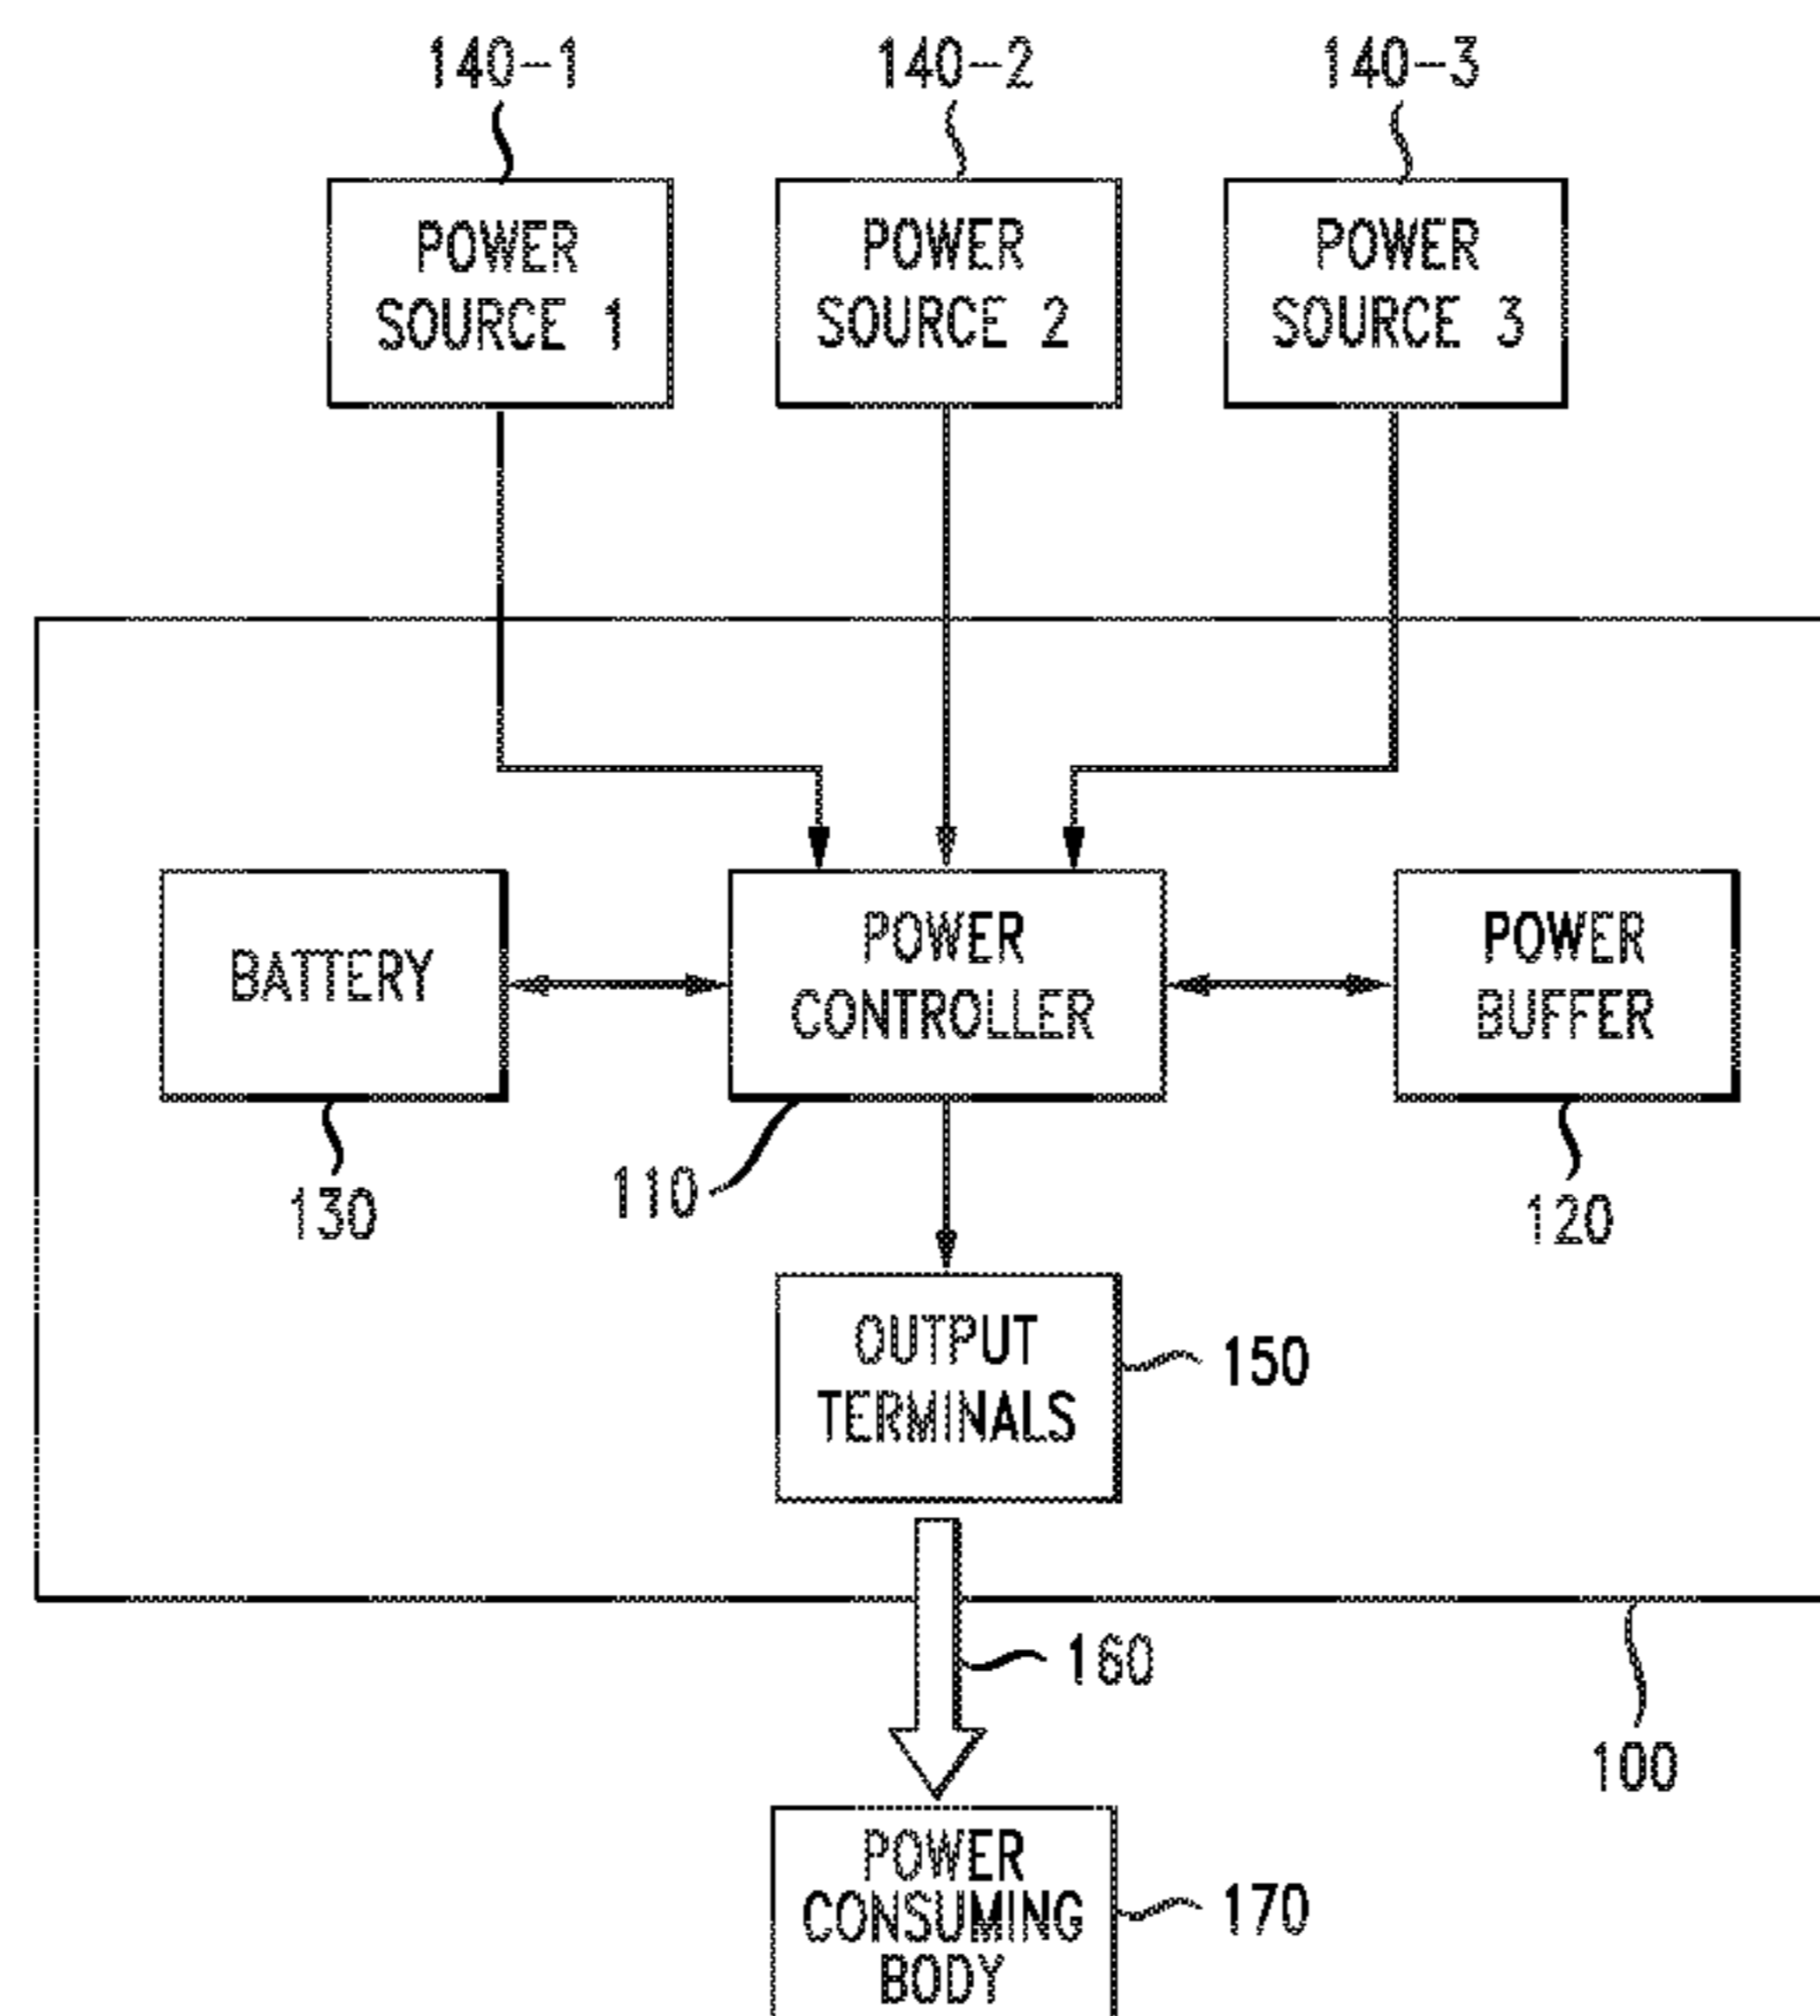 140-1
140-2
140-3
POWER
SOURCE 1
POWER
SOURCE 2
POWER
SOURCE 3
BATTERY
POWER
CONTROLLER
POWER
BUFFER
130
110
120
OUTPUT
TERMINALS
150
160
100
POWER
CONSUMING
BODY
170